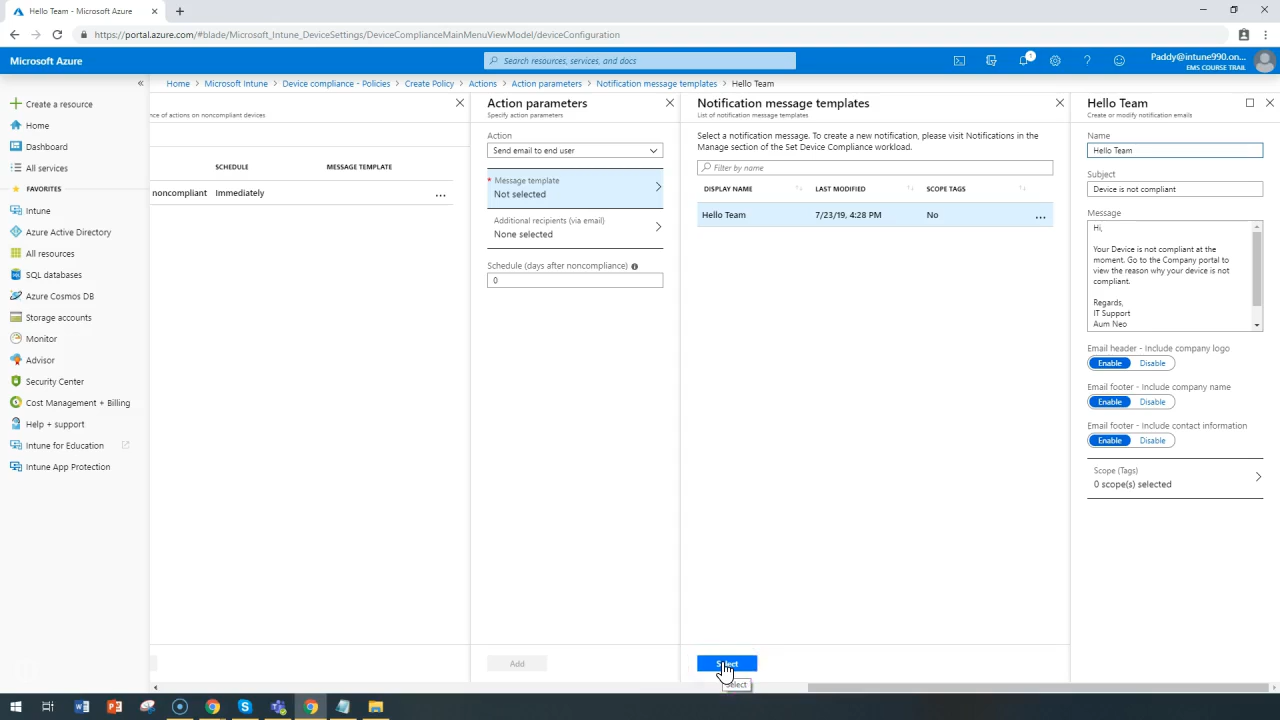 Hello Team - Microsoft Azure
https://portal.azure.com/#blade/Microsoft_Intune_DeviceSettings/DeviceComplianceMainMenuViewModel/deviceConfiguration
Microsoft Azure
Search resources, services, and docs
1
Paddy@intune990.on...
EMS COURSE TRAIL
Home > Microsoft Intune > Device compliance - Policies > Create Policy > Actions > Action parameters > Notification message templates > Hello Team
Create a resource
Home
Dashboard
All services
FAVORITES
Intune
Azure Active Directory
All resources
SQL databases
Azure Cosmos DB
Storage accounts
Monitor
Advisor
Security Center
Cost Management + Billing
Help + support
Intune for Education
Intune App Protection
nce of actions on noncompliant devices
SCHEDULE MESSAGE TEMPLATE
noncompliant Immediately ...
Action parameters
Specify action parameters
Action
Send email to end user
* Message template
Not selected
Additional recipients (via email)
None selected
Schedule (days after noncompliance)
0
Add
Notification message templates
List of notification message templates
Select a notification message. To create a new notification, please visit Notifications in the
Manage section of the Set Device Compliance workload.
Filter by name
DISPLAY NAME LAST MODIFIED SCOPE TAGS
Hello Team 7/23/19, 4:28 PM No ...
Select
Select
Hello Team
Create or modify notification emails
Name
Hello Team
Subject
Device is not compliant
Message
Hi,
Your Device is not compliant at the
moment. Go to the Company portal to
view the reason why your device is not
compliant.
Regards,
IT Support
Aum Neo
Email header - Include company logo
Enable Disable
Email footer - Include company name
Enable Disable
Email footer - Include contact information
Enable Disable
Scope (Tags)
0 scope(s) selected